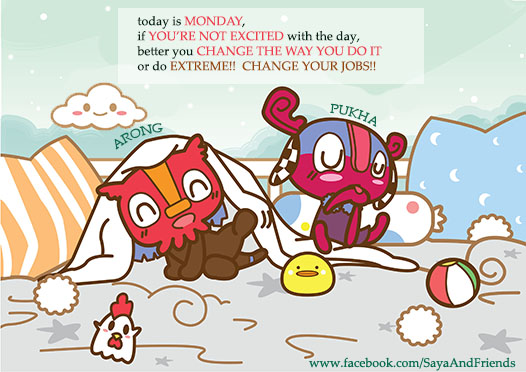 today is MONDAY,
if YOU'RE NOT EXCITED with the day,
better you CHANGE THE WAY YOU DO IT
or do EXTREME!! CHANGE YOUR JOBS!!
PUKHA
ARONG
www.facebook.com/SayaAndFriends